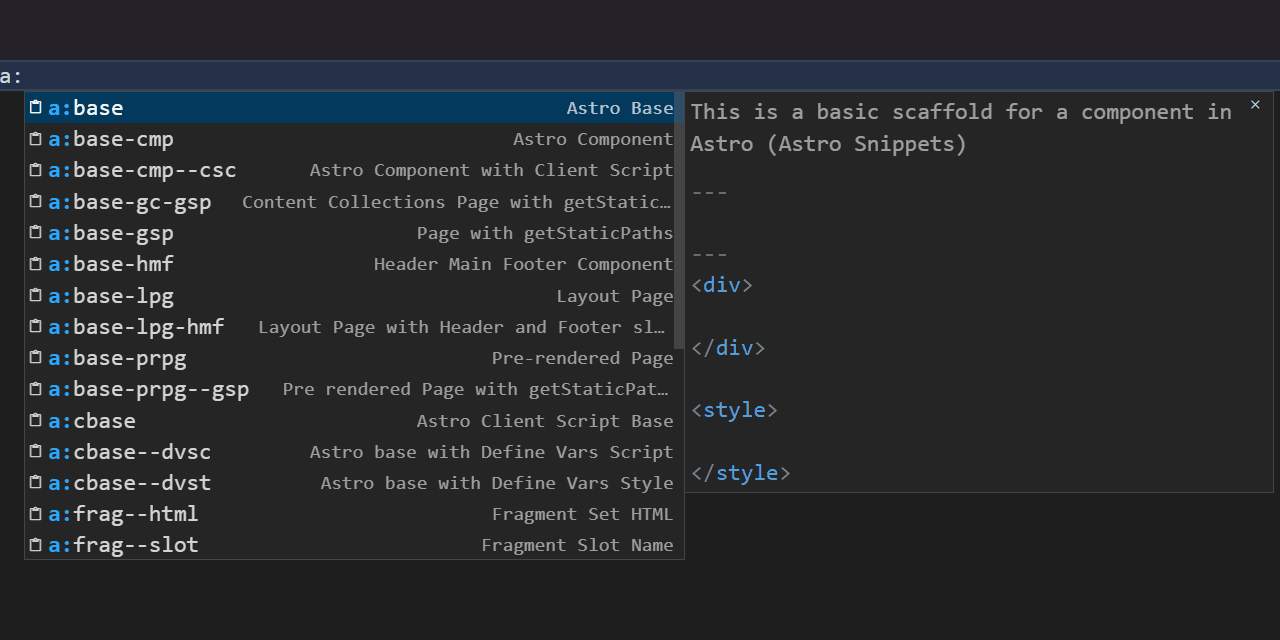 a:
a:base Astro Base
a:base-cmp Astro Component
a:base-cmp--csc Astro Component with Client Script
a:base-gc-gsp Content Collections Page with getStatic…
a:base-gsp Page with getStaticPaths
a:base-hmf Header Main Footer Component
a:base-lpg Layout Page
a:base-lpg-hmf Layout Page with Header and Footer sl…
a:base-prpg Pre-rendered Page
a:base-prpg--gsp Pre rendered Page with getStaticPat…
a:cbase Astro Client Script Base
a:cbase--dvsc Astro base with Define Vars Script
a:cbase--dvst Astro base with Define Vars Style
a:frag--html Fragment Set HTML
a:frag--slot Fragment Slot Name
This is a basic scaffold for a component in
Astro (Astro Snippets)
---
---
<div>
</div>
<style>
</style>